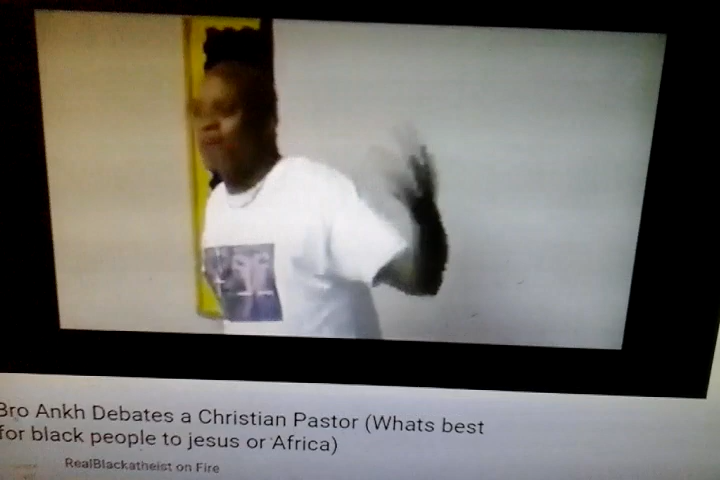 Bro Ankh Debates a Christian Pastor (Whats best
for black people to jesus or Africa)
RealBlackatheist on Fire